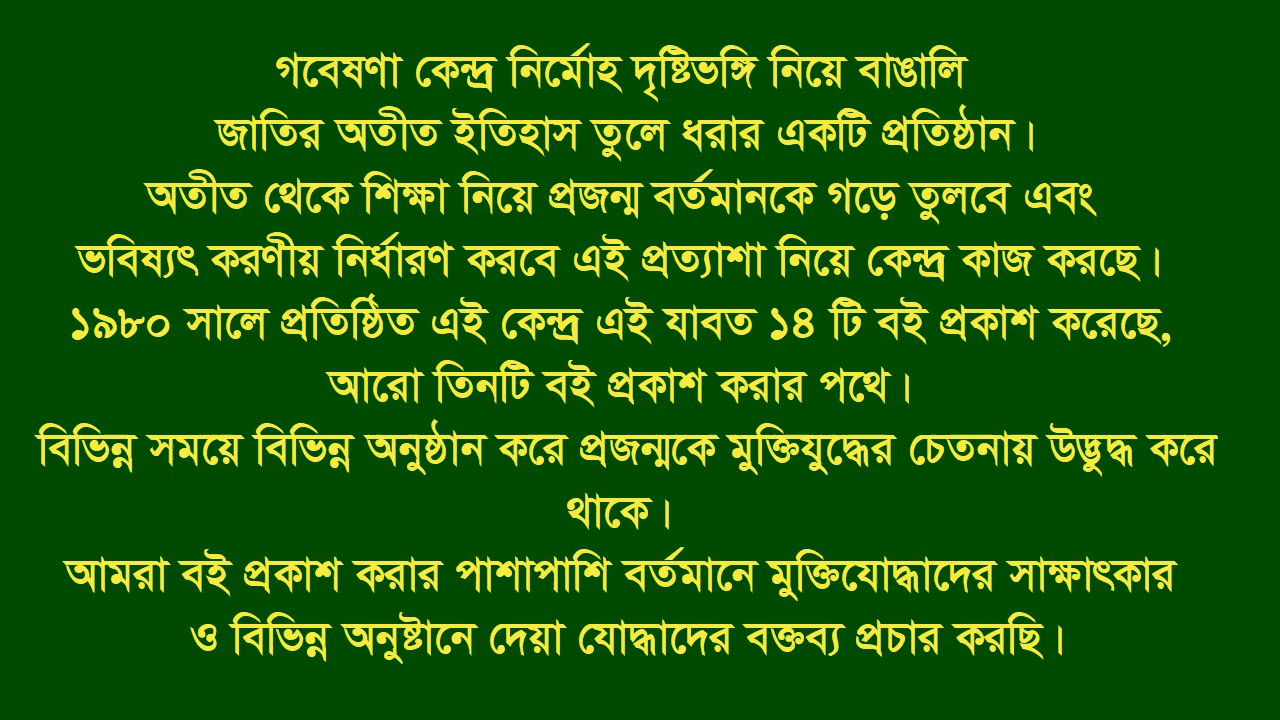 গবেষণা কেন্দ্র নির্মোহ দৃষ্টিভঙ্গি নিয়ে বাঙালি
জাতির অতীত ইতিহাস তুলে ধরার একটি প্রতিষ্ঠান।
অতীত থেকে শিক্ষা নিয়ে প্রজন্ম বর্তমানকে গড়ে তুলবে এবং
ভবিষ্যৎ করণীয় নির্ধারণ করবে এই প্রত্যাশা নিয়ে কেন্দ্র কাজ করছে।
১৯৮০ সালে প্রতিষ্ঠিত এই কেন্দ্র এই যাবত ১৪ টি বই প্রকাশ করেছে,
আরো তিনটি বই প্রকাশ করার পথে।
বিভিন্ন সময়ে বিভিন্ন অনুষ্ঠান করে প্রজন্মকে মুক্তিযুদ্ধের চেতনায় উদ্ভুদ্ধ করে
থাকে।
আমরা বই প্রকাশ করার পাশাপাশি বর্তমানে মুক্তিযোদ্ধাদের সাক্ষাৎকার
ও বিভিন্ন অনুষ্টানে দেয়া যোদ্ধাদের বক্তব্য প্রচার করছি।